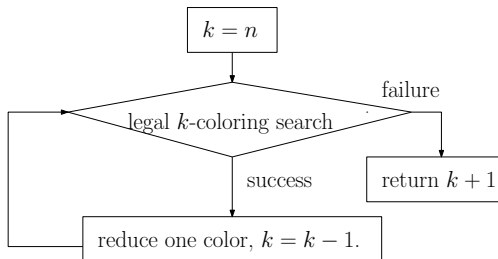 k = n
failure
legal k-coloring search
success
return k + 1
reduce one color, k = k − 1.